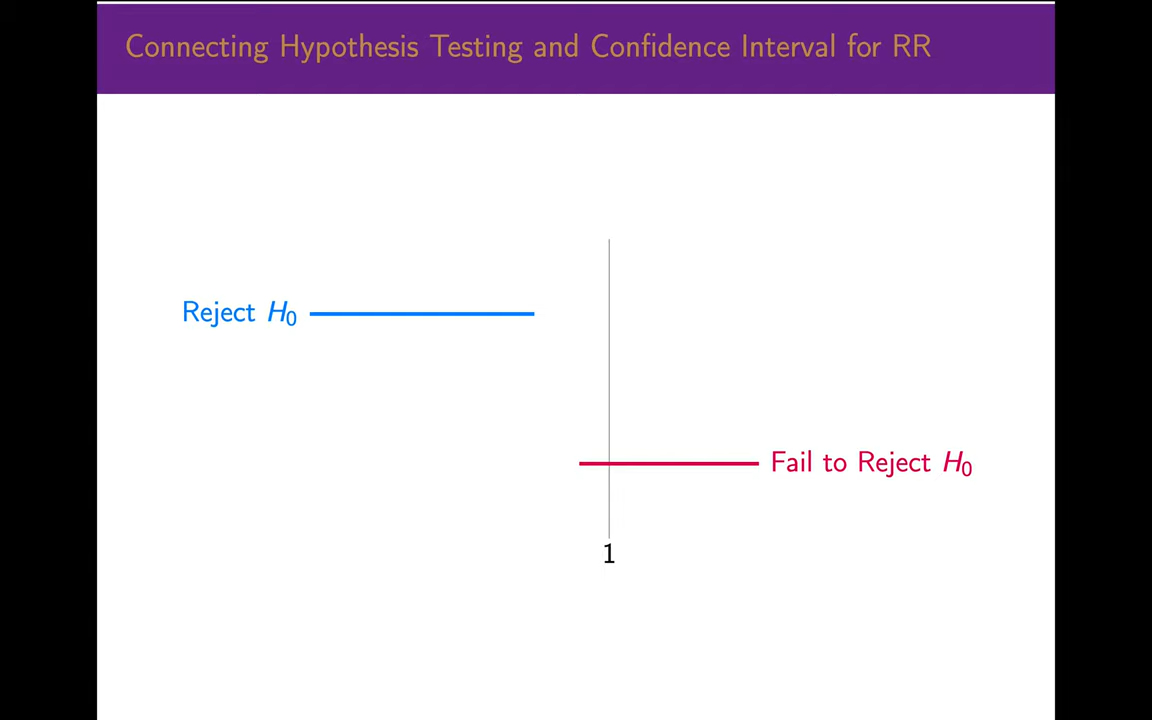 Connecting Hypothesis Testing and Confidence Interval for RR
Reject H₀
Fail to Reject H₀
1